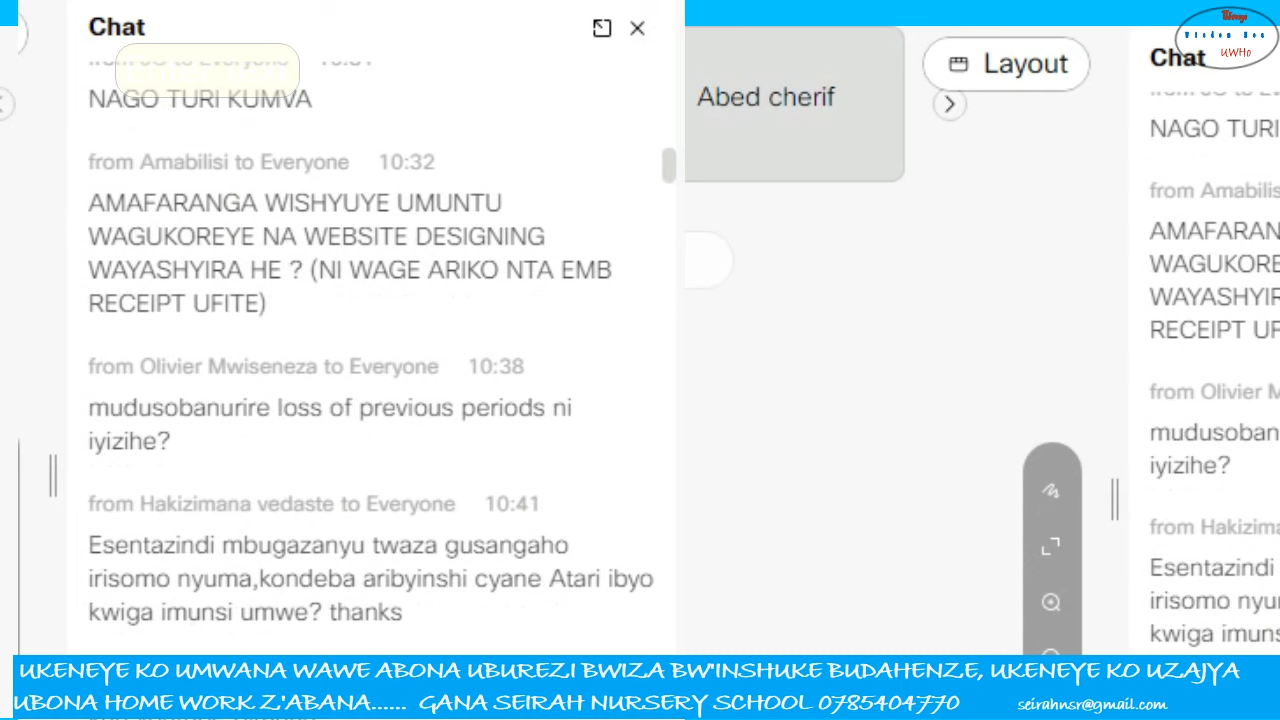 Chat
NAGO TURI KUMVA
from Amabilisi to Everyone 10:32
AMAFARANGA WISHYUYE UMUNTU
WAGUKOREYE NA WEBSITE DESIGNING
WAYASHYIRA HE ? (NI WAGE ARIKO NTA EMB
RECEIPT UFITE)
from Olivier Mwiseneza to Everyone 10:38
mudusobanurire loss of previous periods ni
iyizihe?
from Hakizimana vedaste to Everyone 10:41
Esentazindi mbugazanyu twaza gusangaho
irisomo nyuma,kondeba aribyinshi cyane Atari ibyo
kwiga imunsi umwe? thanks
Abed cherif
Layout
Chat
UWHo
NAGO TURI
from Amabilis
AMAFARAN
WAGUKORE
WAYASHYIR
RECEIPT UF
from Olivier M
mudusoban
iyizihe?
from Hakizima
Esentazindi
irisomo nyu
kwiga imuns
UKENEYE KO UMWANA WAWE ABONA UBUREZI BWIZA BW'INSHUKE BUDAHENZE, UKENEYE KO UZAJYA
UBONA HOME WORK Z'ABANA...... GANA SEIRAH NURSERY SCHOOL 0785404770 seirahnsr@gmail.com